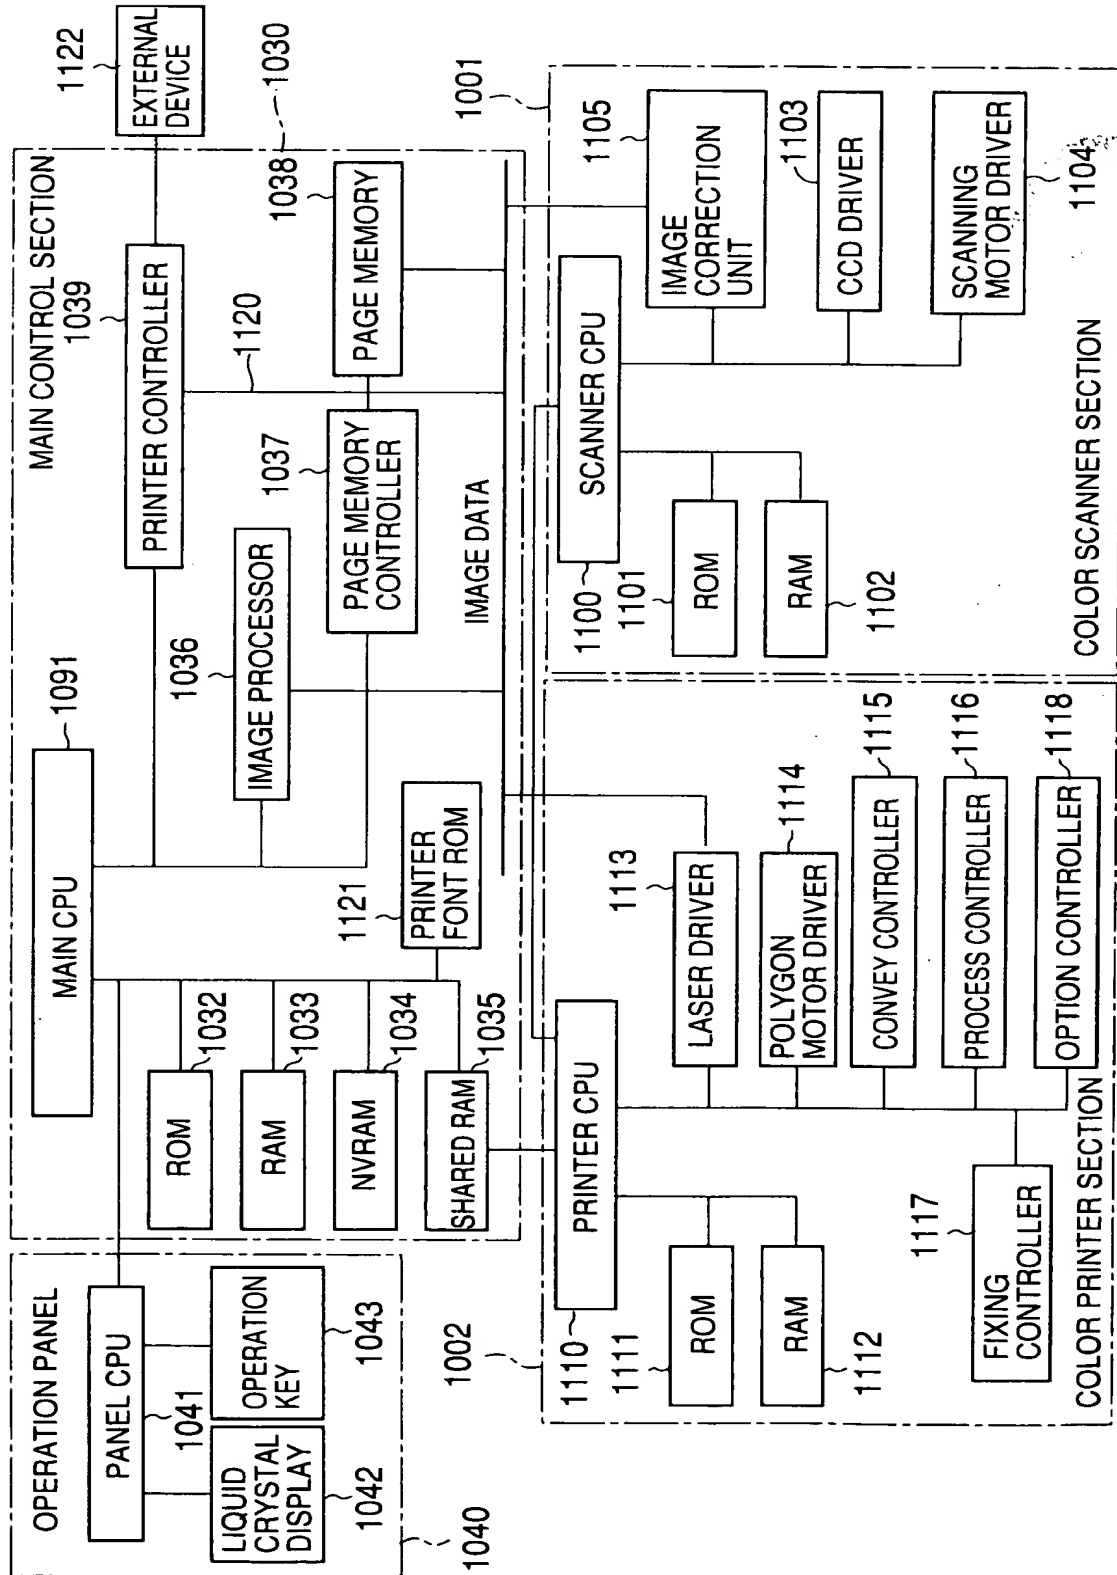 OPERATION PANEL
PANEL CPU
1041
LIQUID
CRYSTAL
DISPLAY
1042
OPERATION
KEY
1043
1040
MAIN CONTROL SECTION
MAIN CPU
1091
ROM
1032
RAM
1033
NVRAM
1034
SHARED RAM
1035
1121
PRINTER
FONT ROM
1036
IMAGE PROCESSOR
1037
PAGE MEMORY
CONTROLLER
1038
PAGE MEMORY
1039
PRINTER CONTROLLER
1120
IMAGE DATA
1030
1122
EXTERNAL
DEVICE
1002
PRINTER CPU
1110
1111
ROM
RAM
1112
LASER DRIVER
1113
POLYGON
MOTOR DRIVER
1114
CONVEY CONTROLLER
1115
PROCESS CONTROLLER
1116
OPTION CONTROLLER
1118
1117
FIXING
CONTROLLER
COLOR PRINTER SECTION
1001
SCANNER CPU
1100
1101
ROM
RAM
1102
1105
IMAGE
CORRECTION
UNIT
CCD DRIVER
1103
SCANNING
MOTOR DRIVER
1104
COLOR SCANNER SECTION